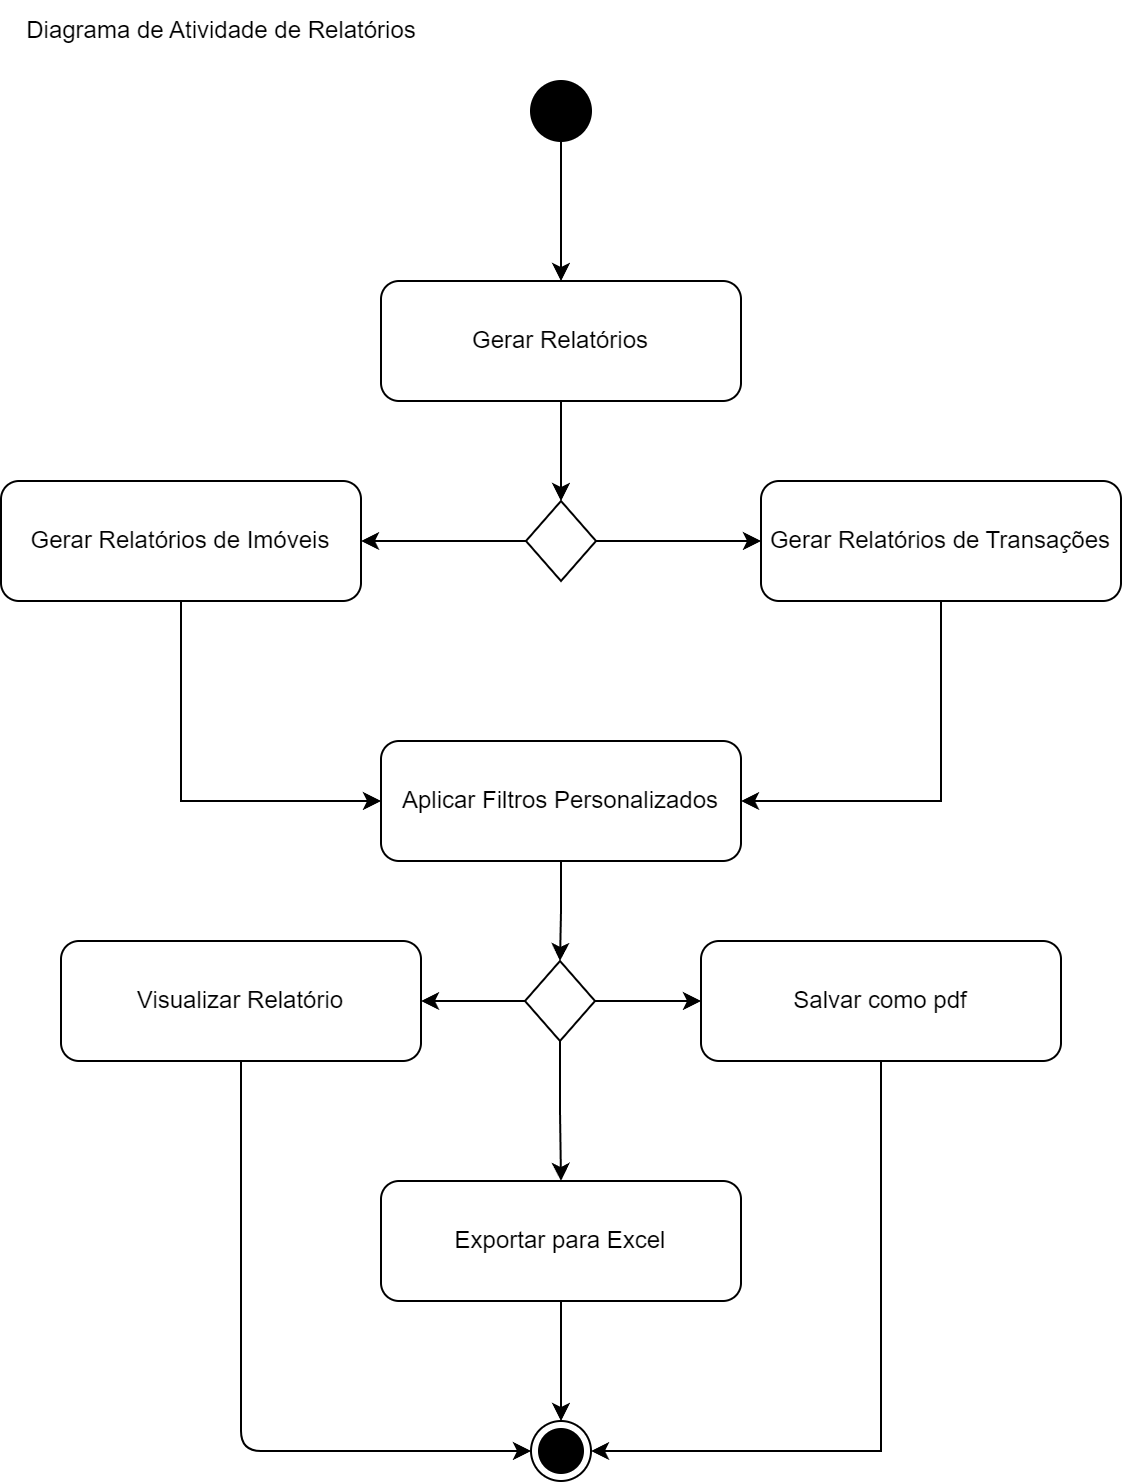 Diagrama de Atividade de Relatórios
Gerar Relatórios
Gerar Relatórios de Imóveis
Gerar Relatórios de Transações
Aplicar Filtros Personalizados
Visualizar Relatório
Salvar como pdf
Exportar para Excel